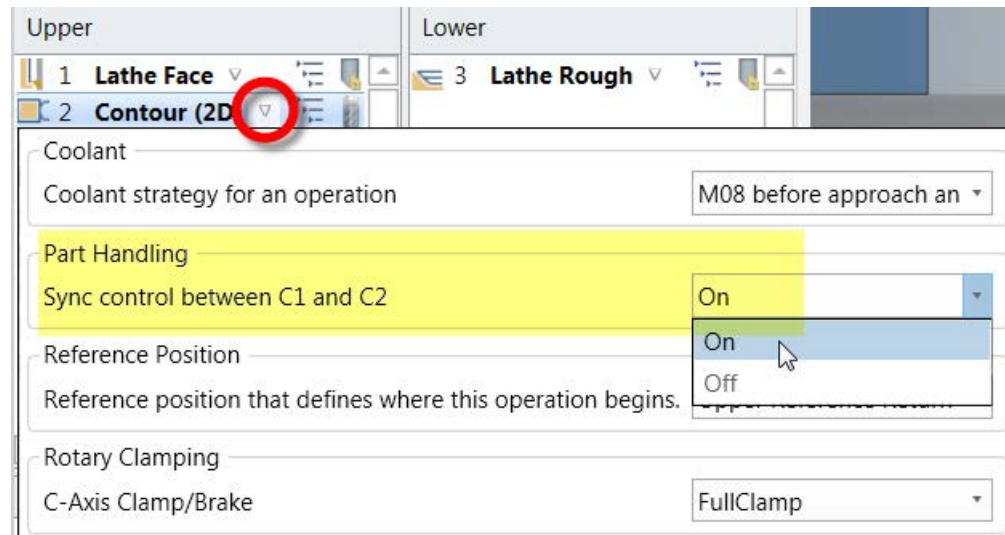 Upper Lower
1 Lathe Face 3 Lathe Rough
2 Contour (2D
Coolant
Coolant strategy for an operation M08 before approach an
Part Handling
Sync control between C1 and C2 On
On
Reference Position
Off
Reference position that defines where this operation begins.
Rotary Clamping
C-Axis Clamp/Brake FullClamp